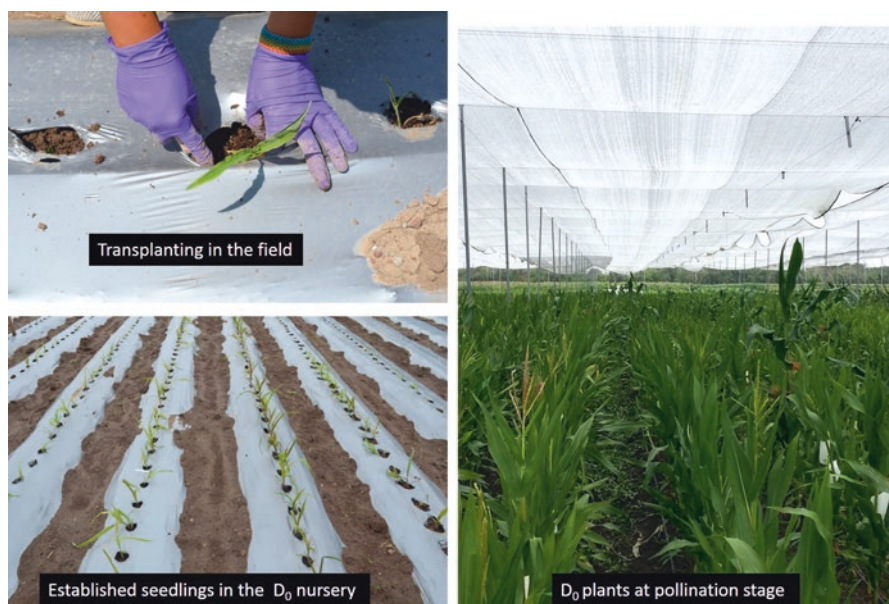 Transplanting in the field
Established seedlings in the D₀ nursery
D₀ plants at pollination stage